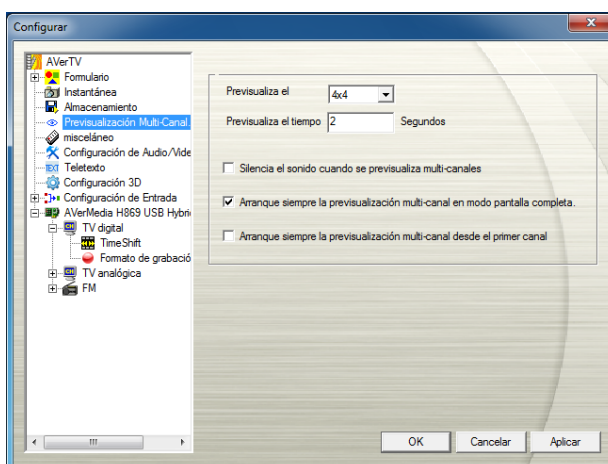 Configurar
AVerTV
Formulario
Instantánea
Almacenamiento
Previsualización Multi-Canal.
misceláneo
Configuración de Audio/Vide
TEXT Teletexto
Configuración 3D
Configuración de Entrada
AVerMedia H869 USB Hybri
TV digital
TimeShift
Formato de grabació
TV analógica
FM
Previsualiza el 4x4
Previsualiza el tiempo 2 Segundos
Silencia el sonido cuando se previsualiza multi-canales
Arranque siempre la previsualización multi-canal en modo pantalla completa.
Arranque siempre la previsualización multi-canal desde el primer canal
OK Cancelar Aplicar